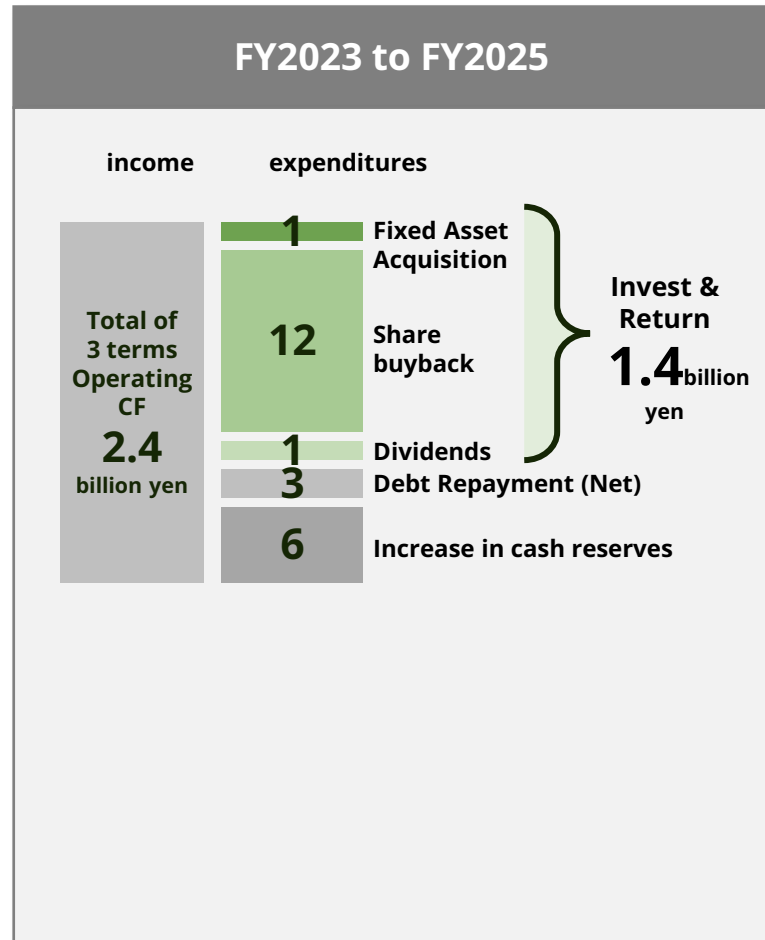 FY2023 to FY2025
income
expenditures
Total of
3 terms
Operating
CF
2.4
billion yen
1
Fixed Asset
Acquisition
12
Share
buyback
1
Dividends
3
Debt Repayment (Net)
6
Increase in cash reserves
Invest &
Return
1.4billion
yen